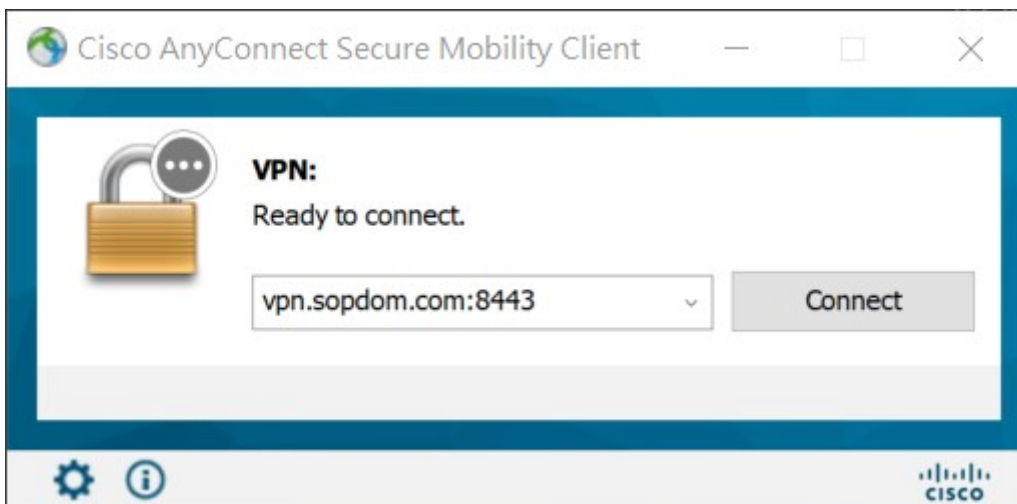 Cisco AnyConnect Secure Mobility Client
VPN:
Ready to connect.
vpn.sopdom.com:8443
Connect
CISCO